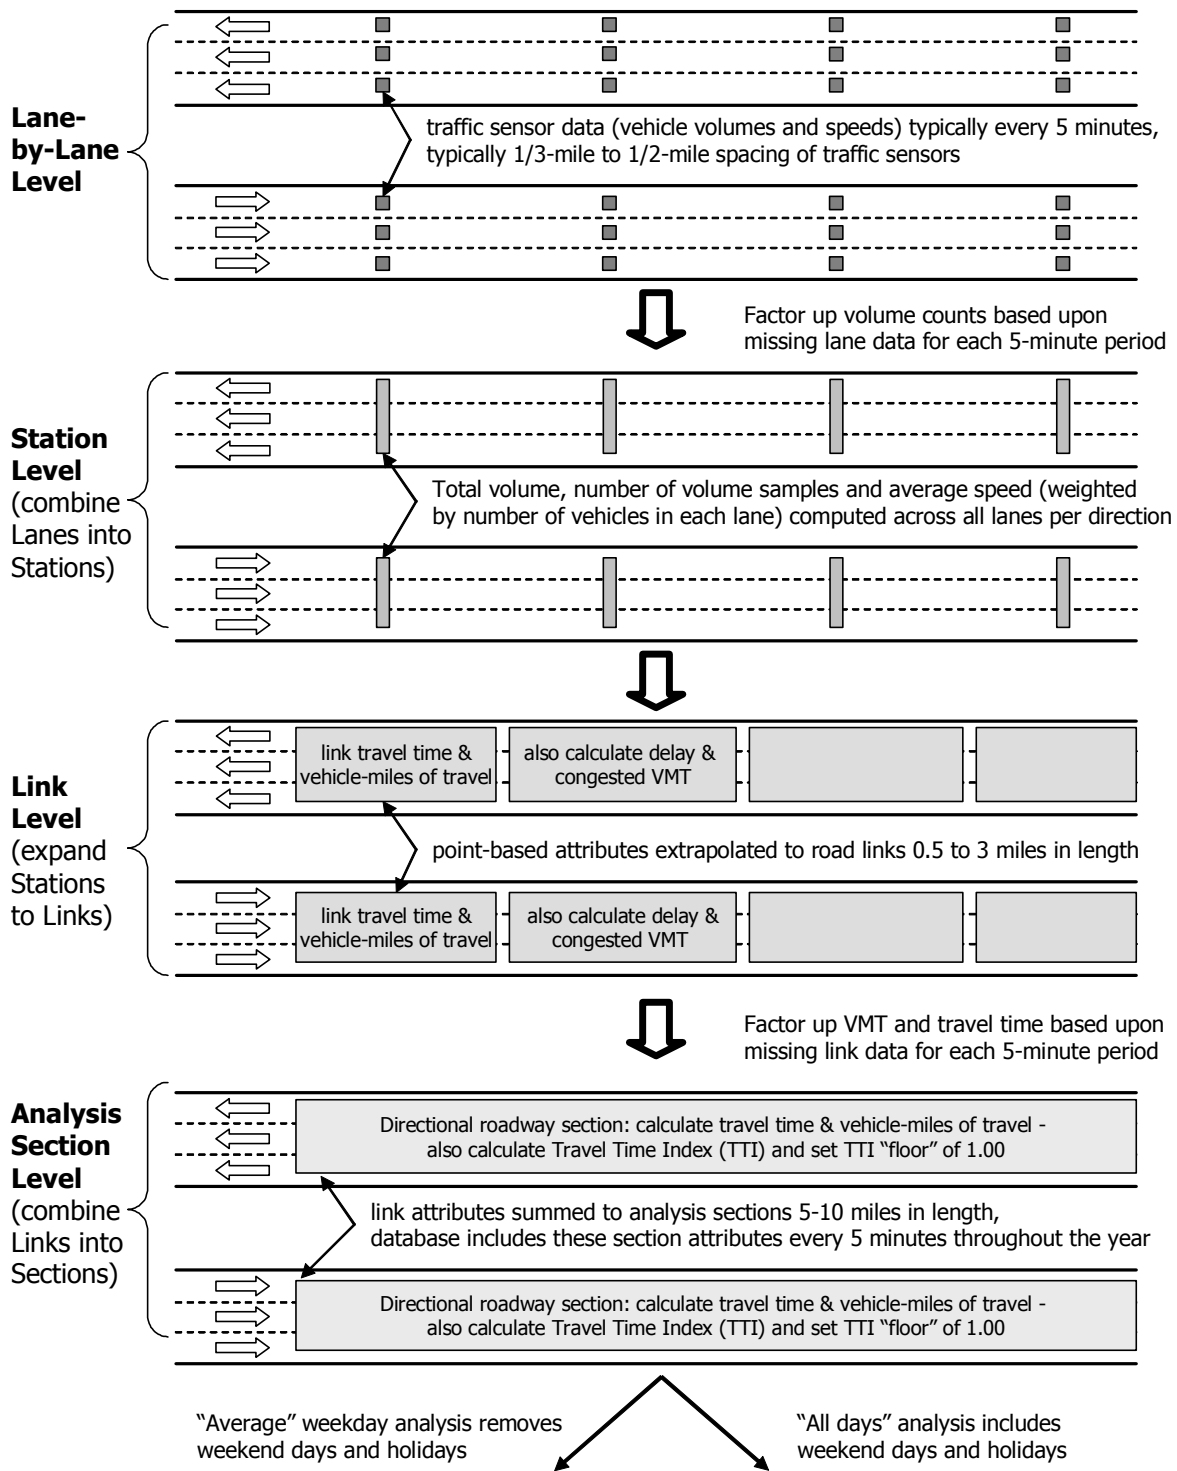 Lane-
by-Lane
Level
traffic sensor data (vehicle volumes and speeds) typically every 5 minutes,
typically 1/3-mile to 1/2-mile spacing of traffic sensors
Factor up volume counts based upon
missing lane data for each 5-minute period
Station
Level
(combine
Lanes into
Stations)
Total volume, number of volume samples and average speed (weighted
by number of vehicles in each lane) computed across all lanes per direction
Link
Level
(expand
Stations
to Links)
link travel time &
vehicle-miles of travel
also calculate delay &
congested VMT
point-based attributes extrapolated to road links 0.5 to 3 miles in length
link travel time &
vehicle-miles of travel
also calculate delay &
congested VMT
Factor up VMT and travel time based upon
missing link data for each 5-minute period
Analysis
Section
Level
(combine
Links into
Sections)
Directional roadway section: calculate travel time & vehicle-miles of travel -
also calculate Travel Time Index (TTI) and set TTI “floor” of 1.00
link attributes summed to analysis sections 5-10 miles in length,
database includes these section attributes every 5 minutes throughout the year
Directional roadway section: calculate travel time & vehicle-miles of travel -
also calculate Travel Time Index (TTI) and set TTI “floor” of 1.00
“Average” weekday analysis removes
weekend days and holidays
“All days” analysis includes
weekend days and holidays